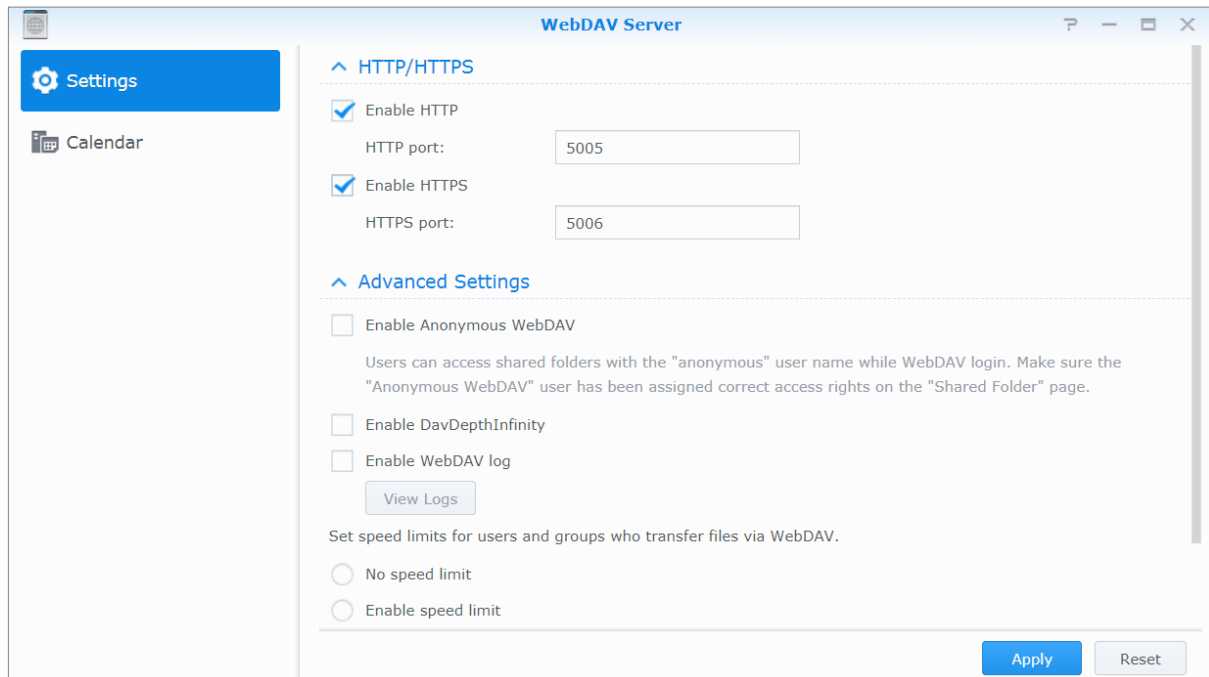 WebDAV Server
Settings
Calendar
HTTP/HTTPS
Enable HTTP
HTTP port: 5005
Enable HTTPS
HTTPS port: 5006
Advanced Settings
Enable Anonymous WebDAV
Users can access shared folders with the "anonymous" user name while WebDAV login. Make sure the
"Anonymous WebDAV" user has been assigned correct access rights on the "Shared Folder" page.
Enable DavDepthInfinity
Enable WebDAV log
View Logs
Set speed limits for users and groups who transfer files via WebDAV.
No speed limit
Enable speed limit
Apply Reset